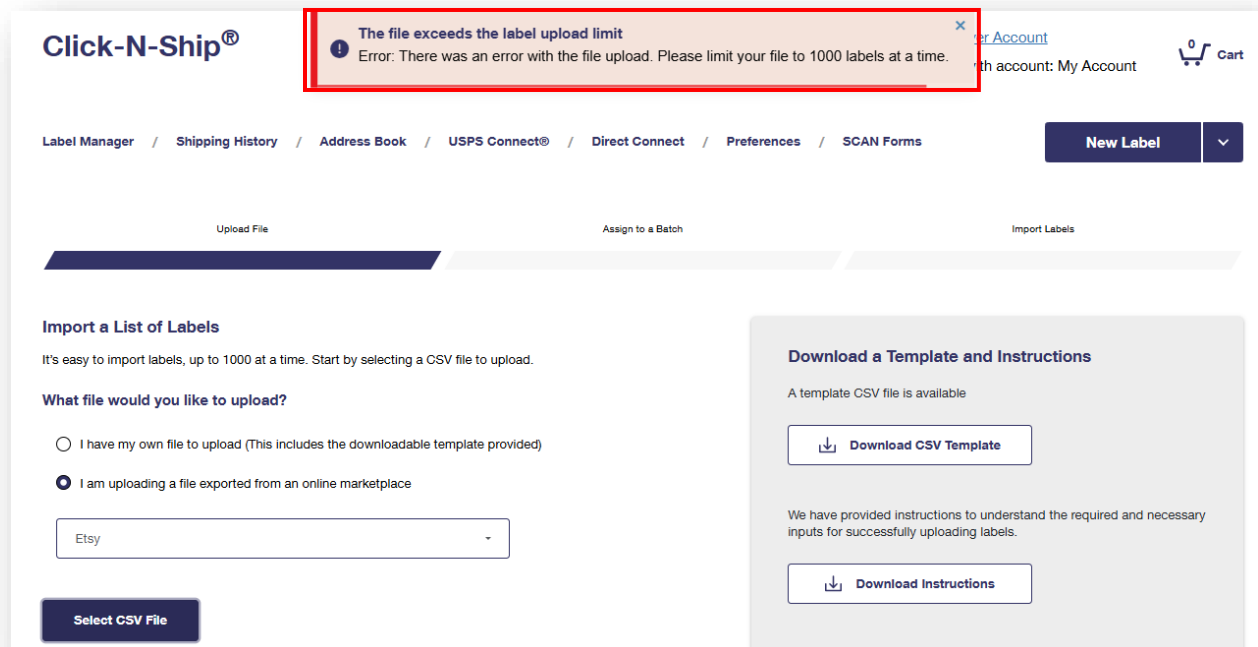 Click-N-Ship®
The file exceeds the label upload limit
Error: There was an error with the file upload. Please limit your file to 1000 labels at a time.
Account
account: My Account
0
Cart
Label Manager / Shipping History / Address Book / USPS Connect® / Direct Connect / Preferences / SCAN Forms
New Label
Upload File
Assign to a Batch
Import Labels
Import a List of Labels
It's easy to import labels, up to 1000 at a time. Start by selecting a CSV file to upload.
What file would you like to upload?
I have my own file to upload (This includes the downloadable template provided)
I am uploading a file exported from an online marketplace
Etsy
Select CSV File
Download a Template and Instructions
A template CSV file is available
Download CSV Template
We have provided instructions to understand the required and necessary
inputs for successfully uploading labels.
Download Instructions